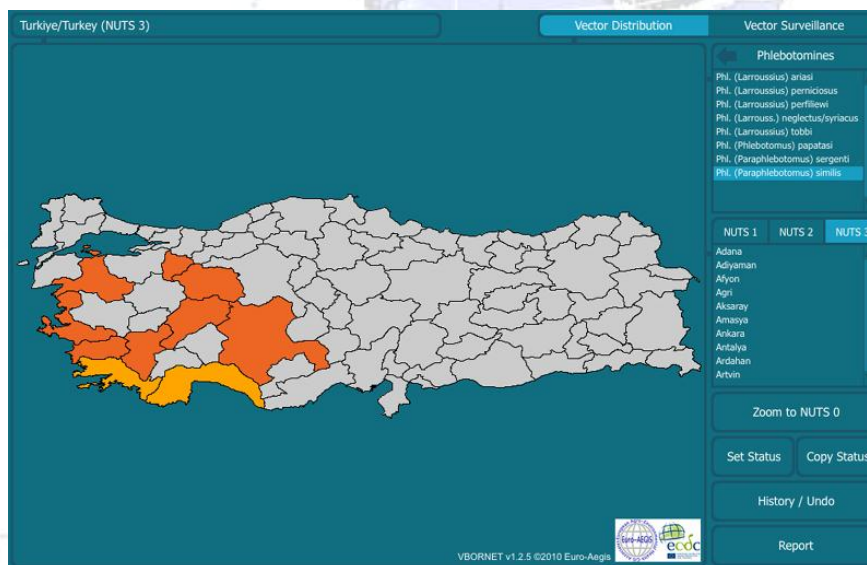 Turkiye/Turkey (NUTS 3)
Vector Distribution
Vector Surveillance
Phlebotomines
Phl. (Larroussius) ariasi
Phl. (Larroussius) perniciosus
Phl. (Larroussius) perfiliewi
Phl. (Larrouss.) neglectus/syriacus
Phl. (Larroussius) tobbi
Phl. (Phlebotomus) papatasi
Phl. (Paraphlebotomus) sergenti
Phl. (Paraphlebotomus) similis
NUTS 1
NUTS 2
NUTS 3
Adana
Adiyaman
Afyon
Agri
Aksaray
Amasya
Ankara
Antalya
Ardahan
Artvin
Zoom to NUTS 0
Set Status
Copy Status
History / Undo
Report
VBORNET v1.2.5 ©2010 Euro-Aegis
Euro-AEGIS
ecdc